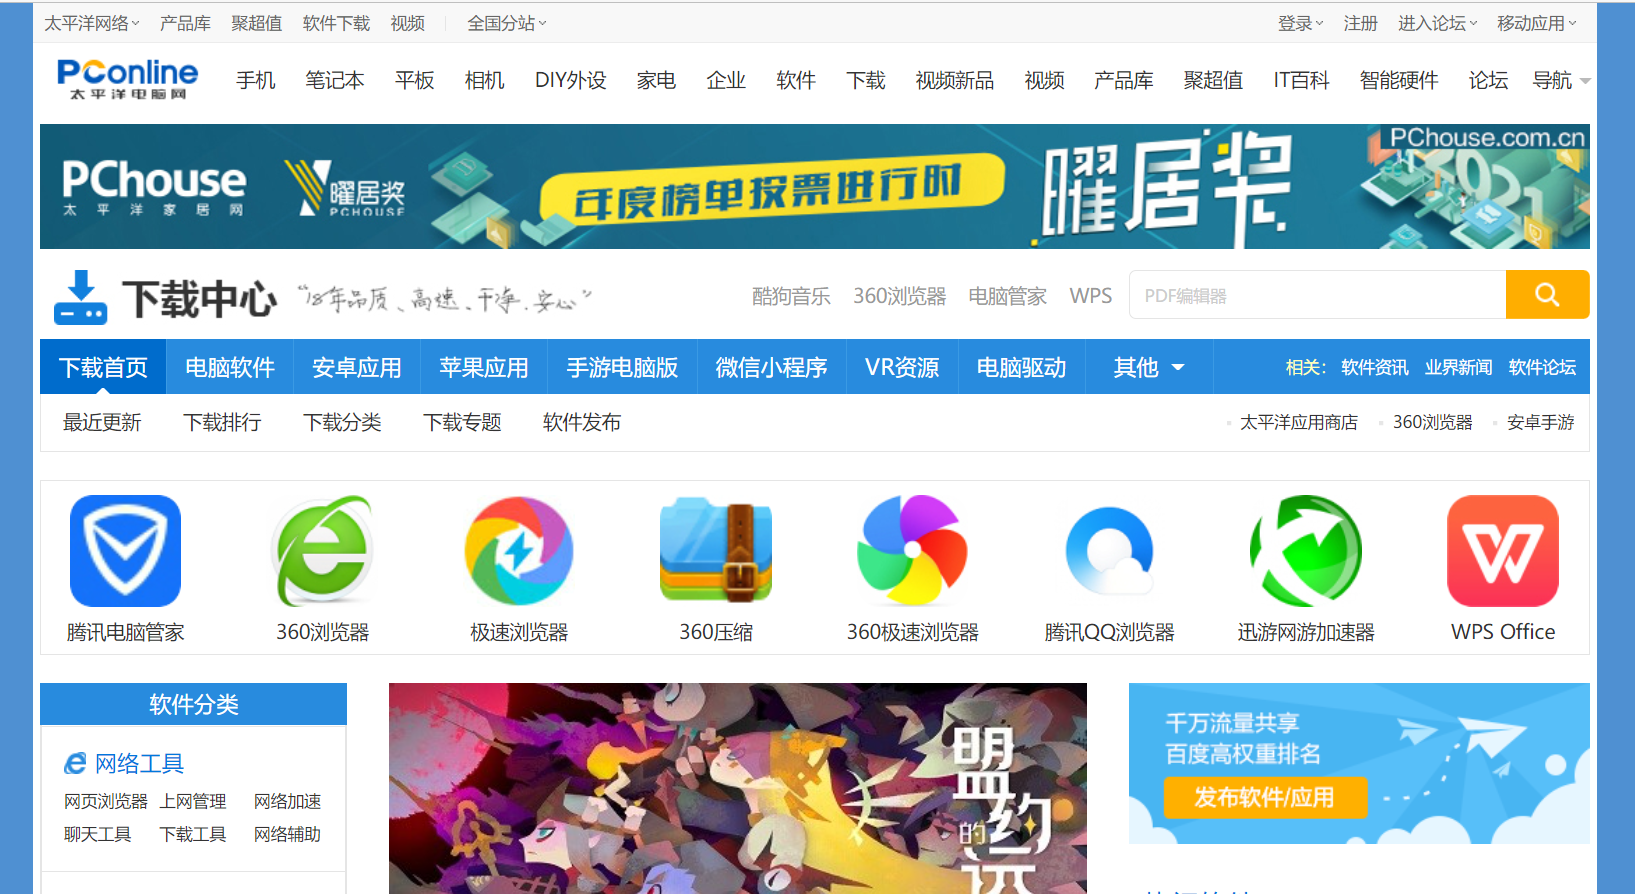 太平洋网络 产品库 聚超值 软件下载 视频 全国分站 登录 注册 进入论坛 移动应用
PConline
太平洋电脑网
手机 笔记本 平板 相机 DIY外设 家电 企业 软件 下载 视频新品 视频 产品库 聚超值 IT百科 智能硬件 论坛 导航
PChouse
太平洋家居网
曜居奖
PCHOUSE
年度榜单投票进行时
曜居奖
PChouse.com.cn
下载中心 “18年品质、高速、干净、安心” 酷狗音乐 360浏览器 电脑管家 WPS PDF编辑器
下载首页 电脑软件 安卓应用 苹果应用 手游电脑版 微信小程序 VR资源 电脑驱动 其他 相关： 软件资讯 业界新闻 软件论坛
最近更新 下载排行 下载分类 下载专题 软件发布 太平洋应用商店 360浏览器 安卓手游
腾讯电脑管家 360浏览器 极速浏览器 360压缩 360极速浏览器 腾讯QQ浏览器 迅游网游加速器 WPS Office
软件分类
网络工具
网页浏览器 上网管理 网络加速
聊天工具 下载工具 网络辅助
明盟
的约
远
千万流量共享
百度高权重排名
发布软件/应用